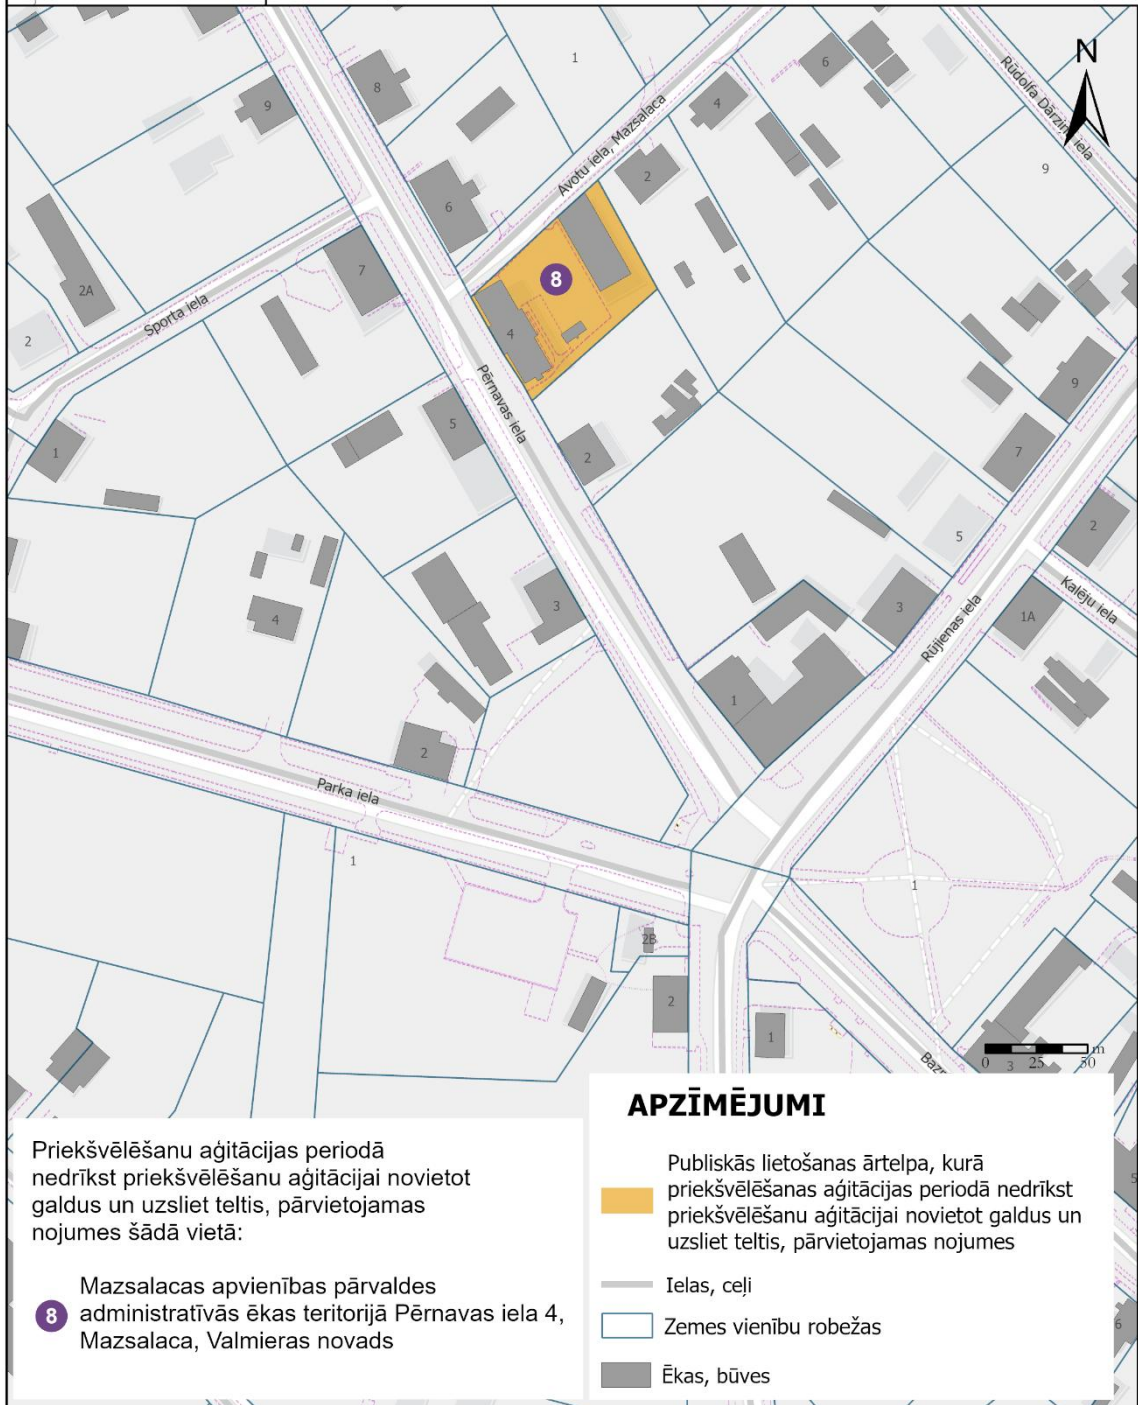 1
N
6
Rūdolfa Dārziņa iela
8
9
4
Avotu iela, Mazsalaca
2
9
6
7
8
2A
Sporta iela
2
4
Pērnavas iela
9
5
7
1
2
5
2
Kalēju iela
4
3
3
1A
Rūjienas iela
1
2
Parka iela
1
1
2B
2
1
0 25 50 m
3
5
6
APZĪMĒJUMI
Priekšvēlēšanu aģitācijas periodā
nedrīkst priekšvēlēšanu aģitācijai novietot
galdus un uzsliet teltis, pārvietojamas
nojumes šādā vietā:
8
Mazsalacas apvienības pārvaldes
administratīvās ēkas teritorijā Pērnavas iela 4,
Mazsalaca, Valmieras novads
Publiskās lietošanas ārtelpa, kurā
priekšvēlēšanas aģitācijas periodā nedrīkst
priekšvēlēšanu aģitācijai novietot galdus un
uzsliet teltis, pārvietojamas nojumes
Ielas, ceļi
Zemes vienību robežas
Ēkas, būves